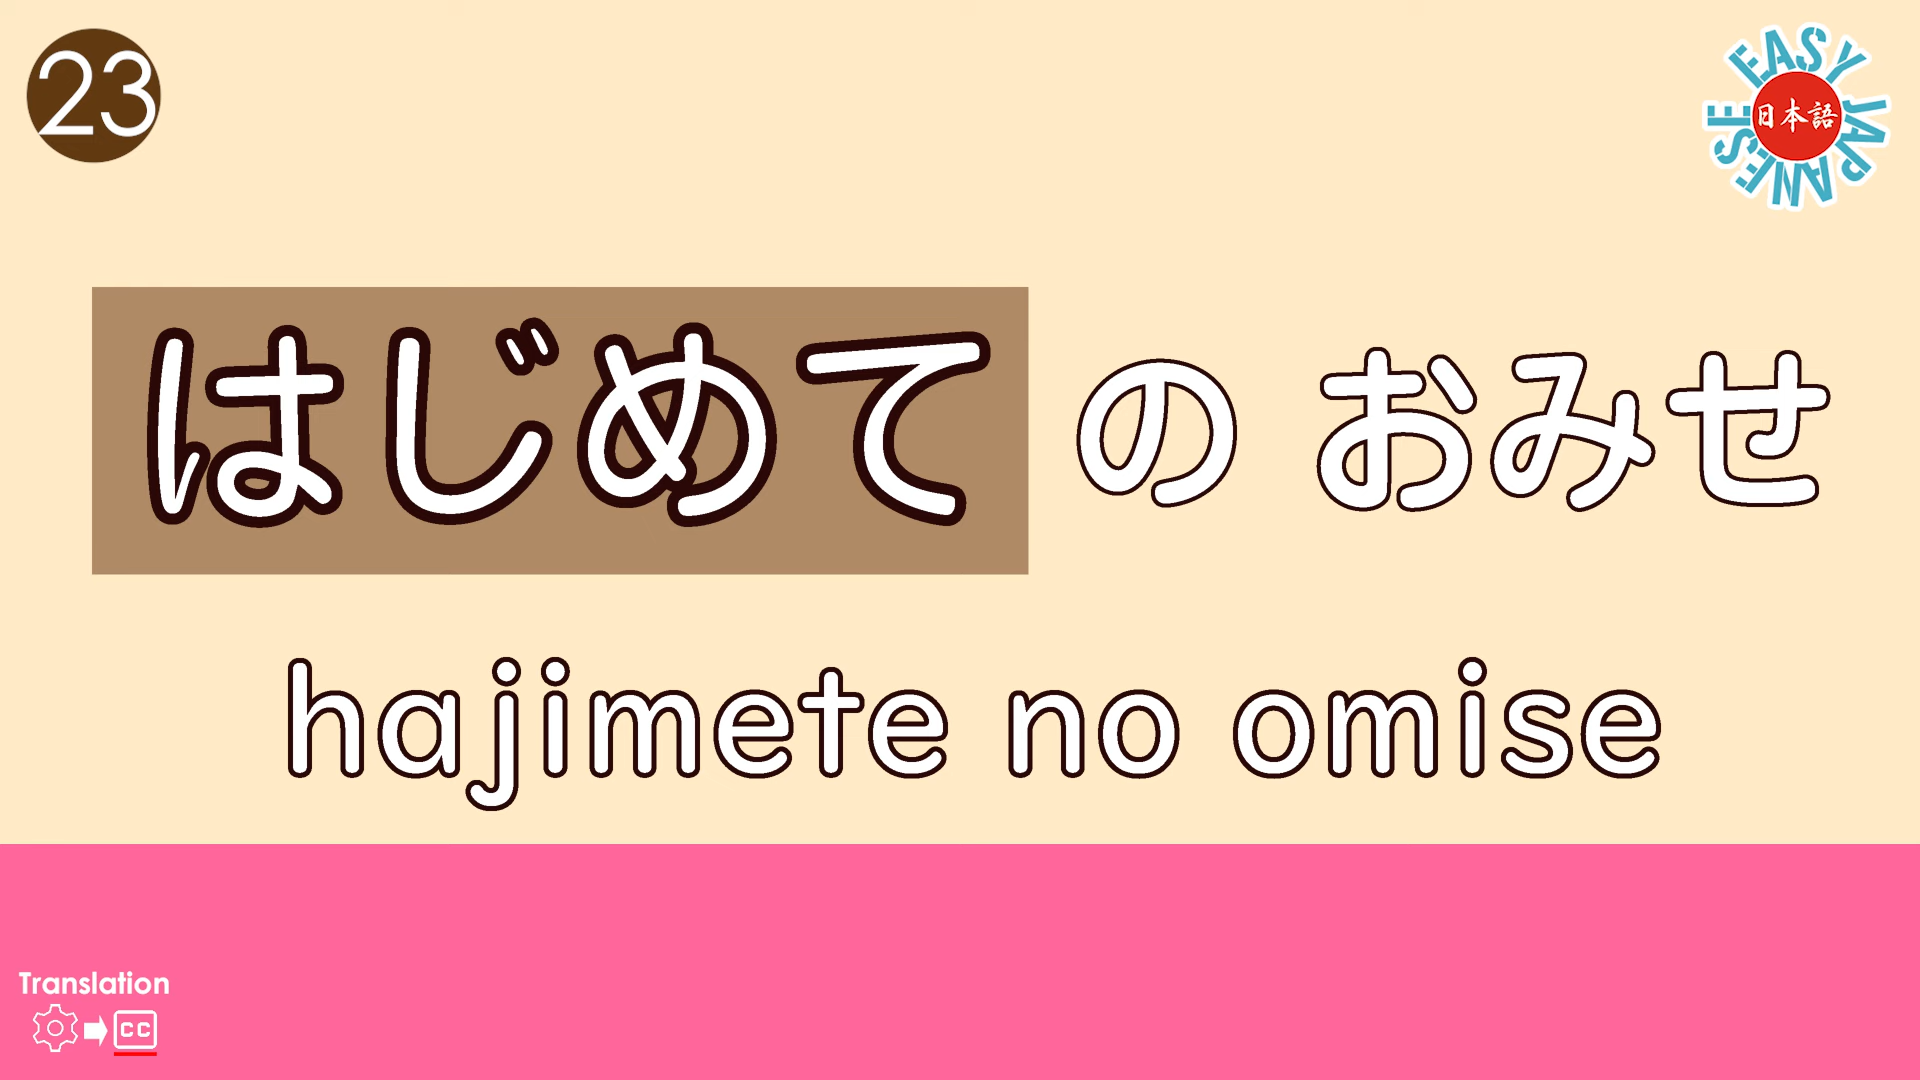 23
EASY JAPANESE
日本語
はじめて の おみせ
hajimete no omise
Translation
CC